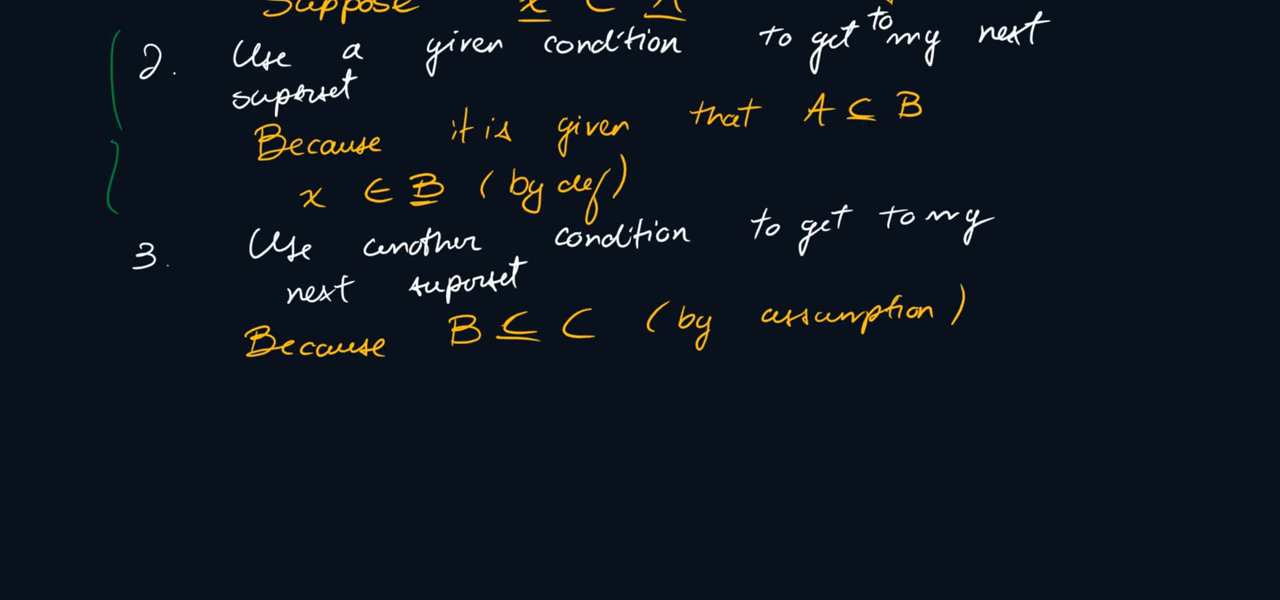 Suppose x ∈ A
2. Use a given condition to get to my next
superset
Because it is given that A ⊆ B
x ∈ B (by def)
3. Use another condition to get to my
next superset
Because B ⊆ C (by assumption)